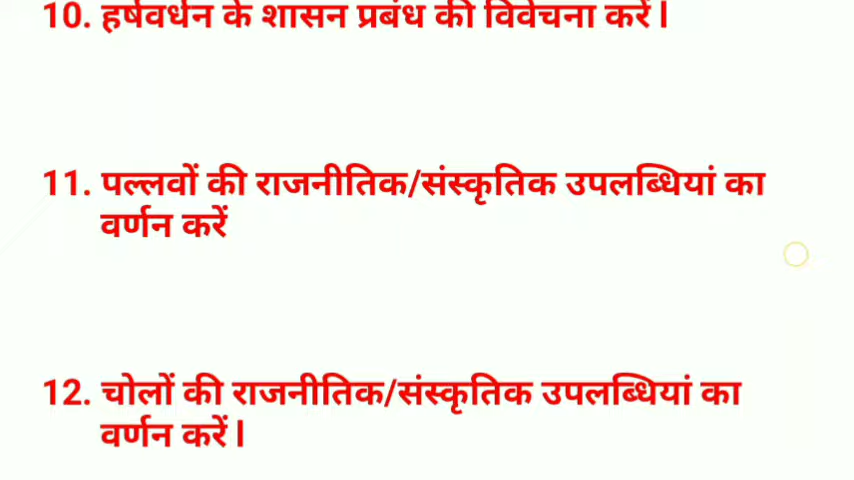 10. हर्षवर्धन के शासन प्रबंध की विवेचना करें।
11. पल्लवों की राजनीतिक/संस्कृतिक उपलब्धियां का
वर्णन करें
12. चोलों की राजनीतिक/संस्कृतिक उपलब्धियां का
वर्णन करें।